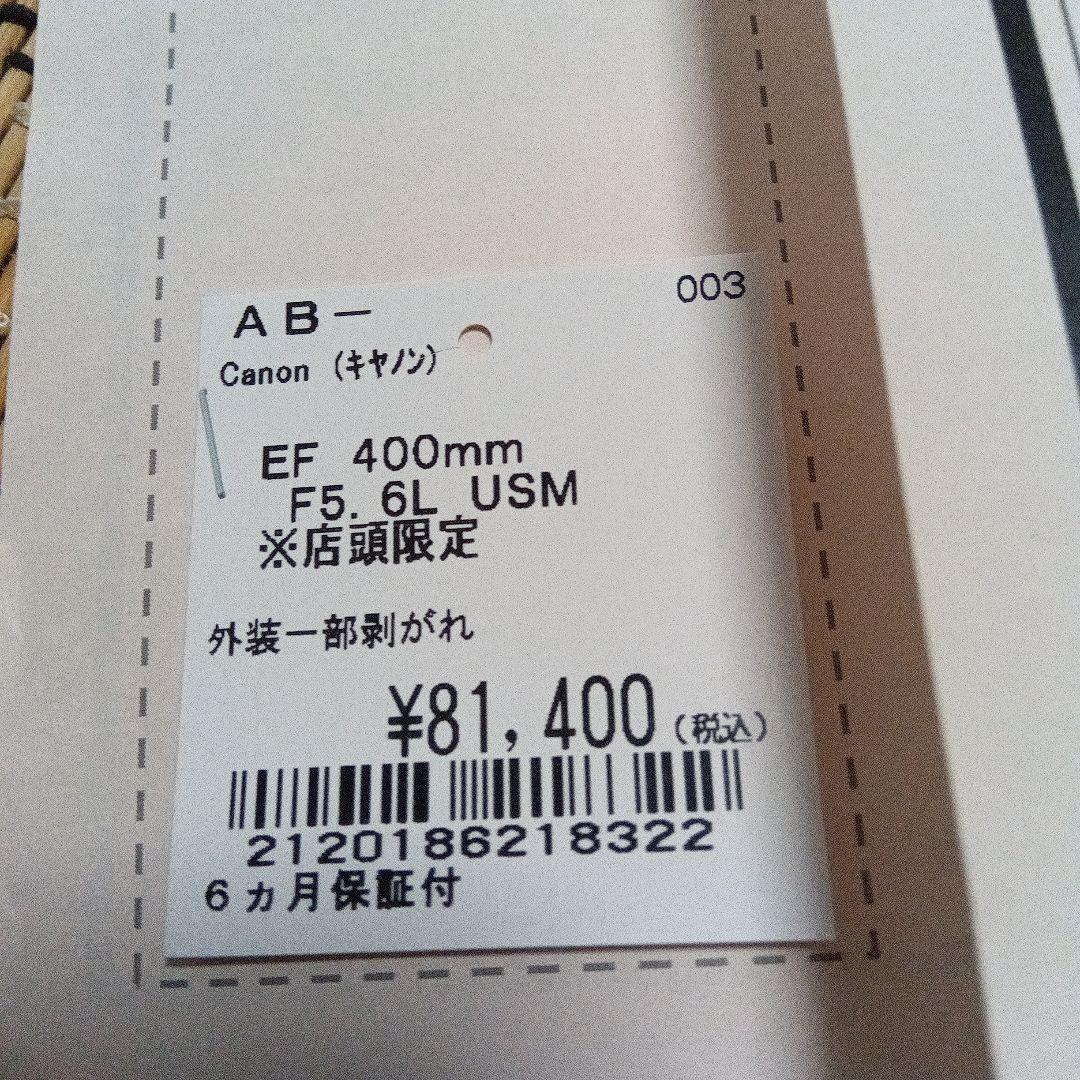 003
AB−
Canon (キヤノン)
EF 400mm
F5.6L USM
※店頭限定
外装一部剥がれ
¥81,400(税込)
2120186218322
6ヵ月保証付